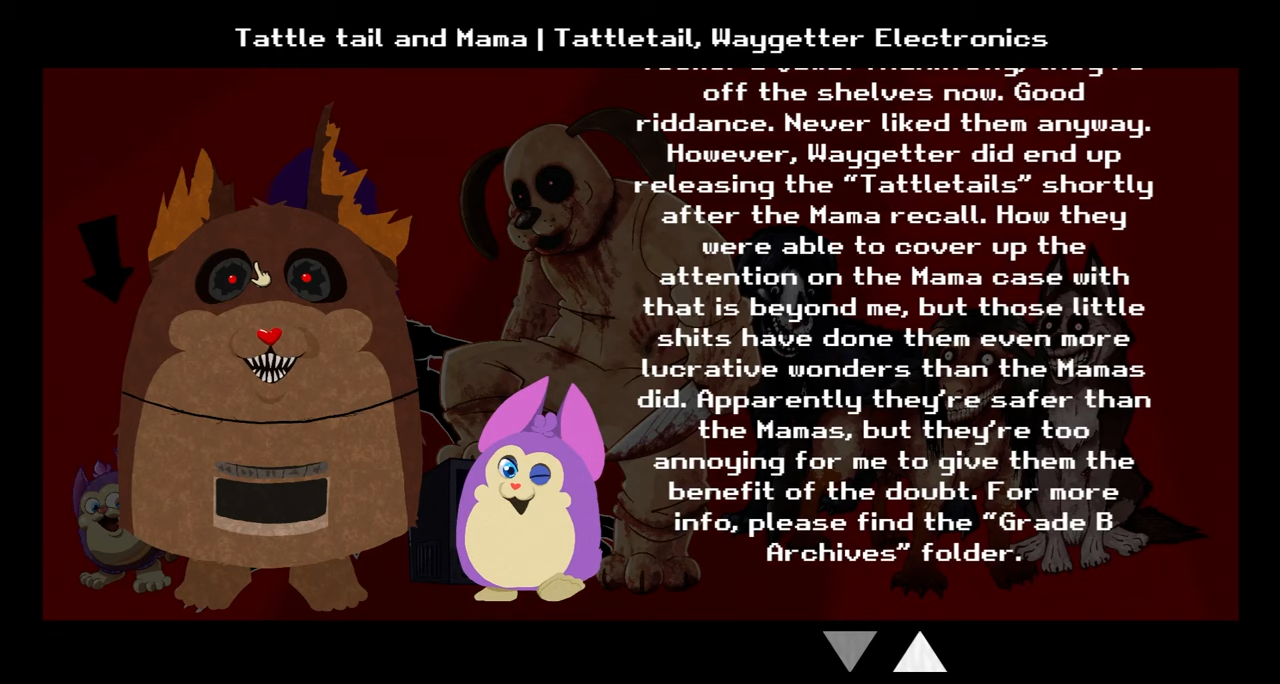 Tattle tail and Mama | Tattletail, Waygetter Electronics
off the shelves now. Good
riddance. Never liked them anyway.
However, Waygetter did end up
releasing the “Tattletails” shortly
after the Mama recall. How they
were able to cover up the
attention on the Mama case with
that is beyond me, but those little
shits have done them even more
lucrative wonders than the Mamas
did. Apparently they’re safer than
the Mamas, but they’re too
annoying for me to give them the
benefit of the doubt. For more
info, please find the “Grade B
Archives” folder.